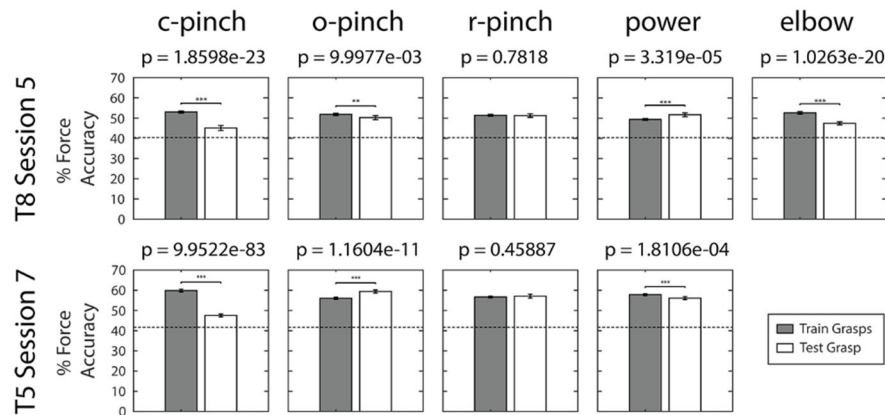 c-pinch o-pinch r-pinch power elbow
p = 1.8598e-23 p = 9.9977e-03 p = 0.7818 p = 3.319e-05 p = 1.0263e-20
T8 Session 5
% Force
Accuracy
70
60
50
40
30
20
10
0
*** ** *** ***
p = 9.9522e-83 p = 1.1604e-11 p = 0.45887 p = 1.8106e-04
T5 Session 7
% Force
Accuracy
70
60
50
40
30
20
10
0
*** *** ***
Train Grasps
Test Grasp